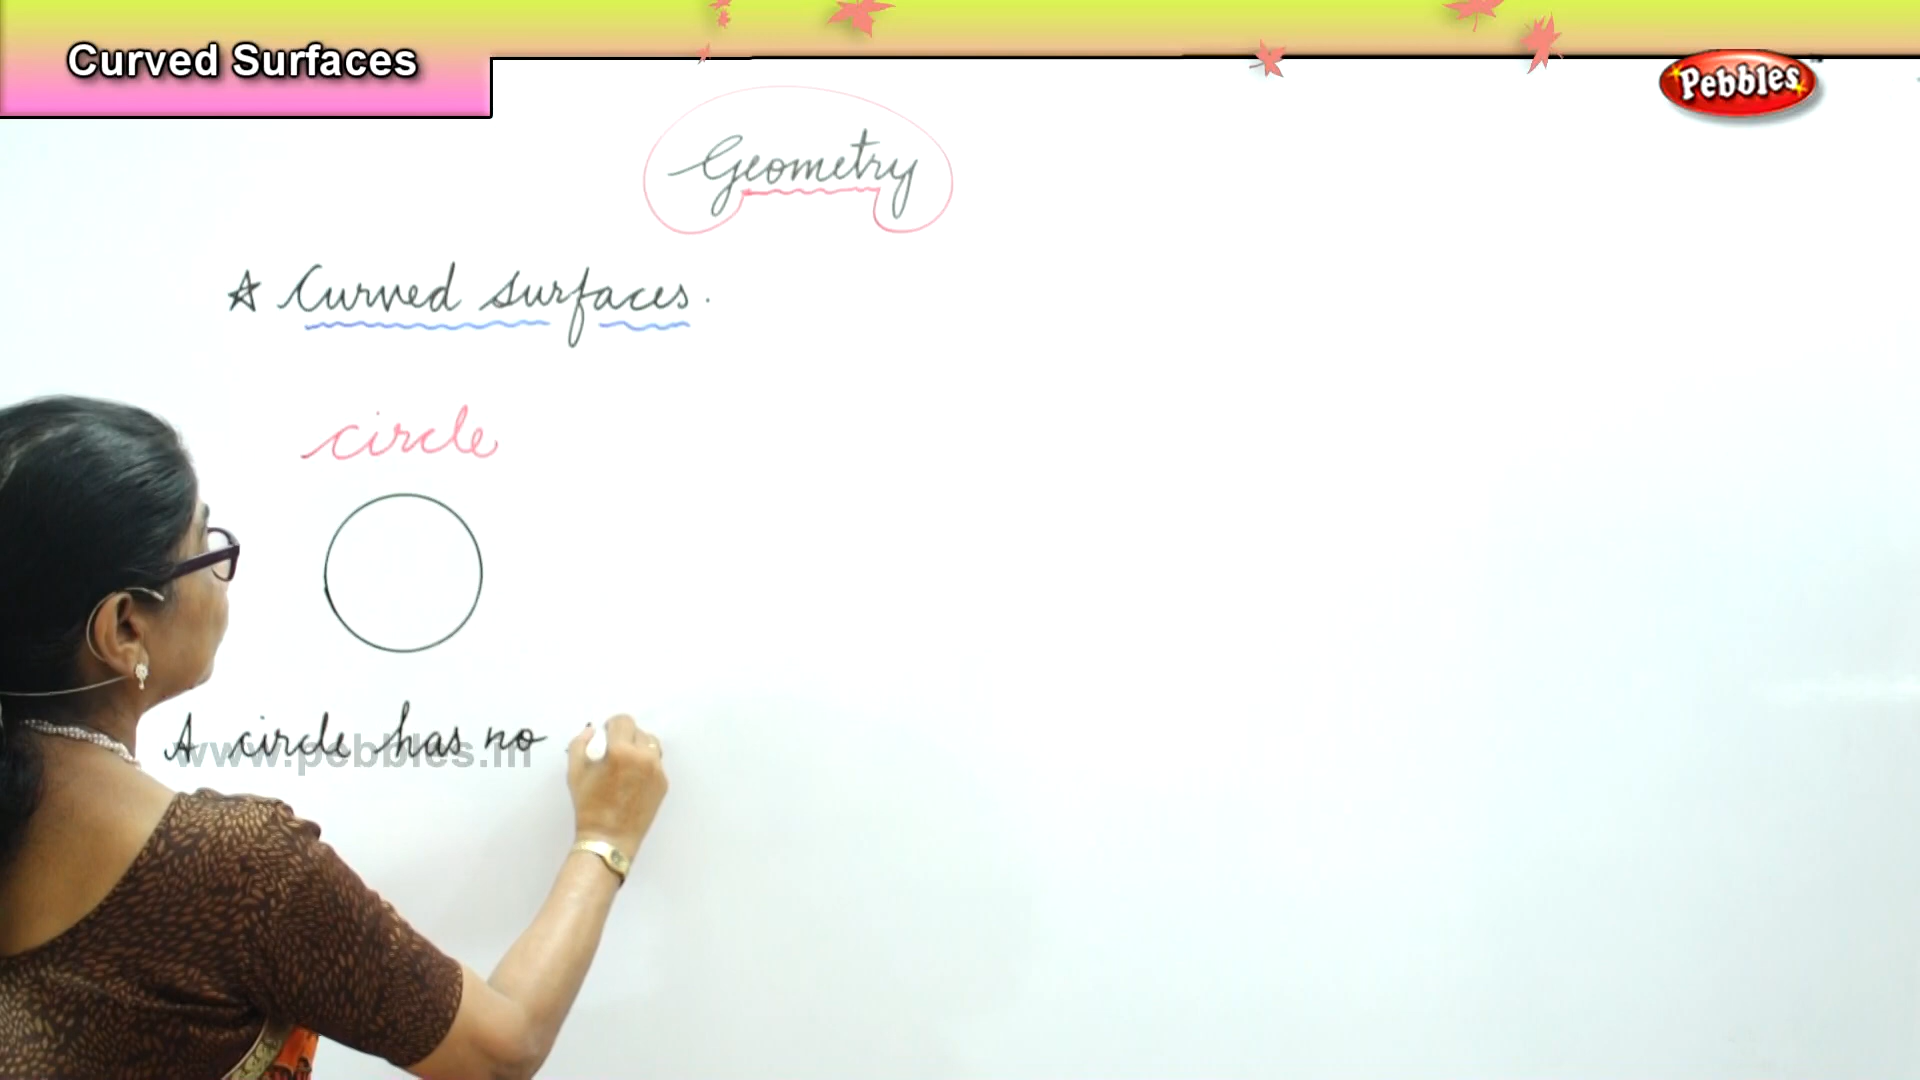 Curved Surfaces
Pebbles
Geometry
☆ Curved surfaces.
circle
A circle has no
www.pebbles.in